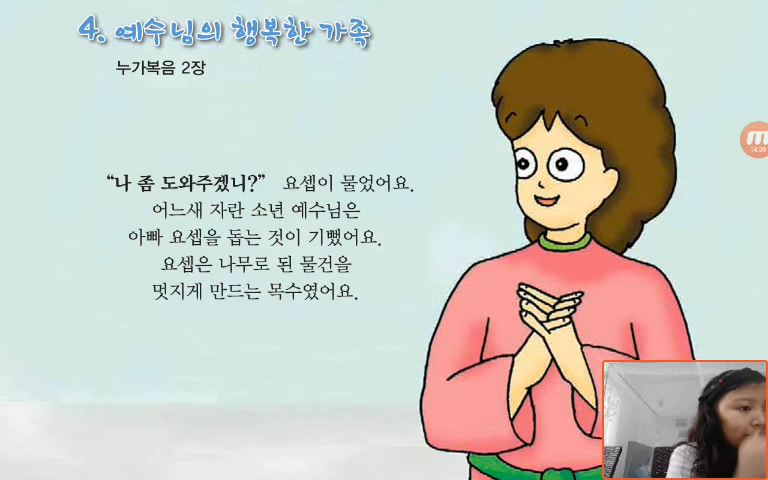 4. 예수님의 행복한 가족
누가복음 2장
“나 좀 도와주겠니?” 요셉이 물었어요.
어느새 자란 소년 예수님은
아빠 요셉을 돕는 것이 기뻤어요.
요셉은 나무로 된 물건을
멋지게 만드는 목수였어요.
M
14:39